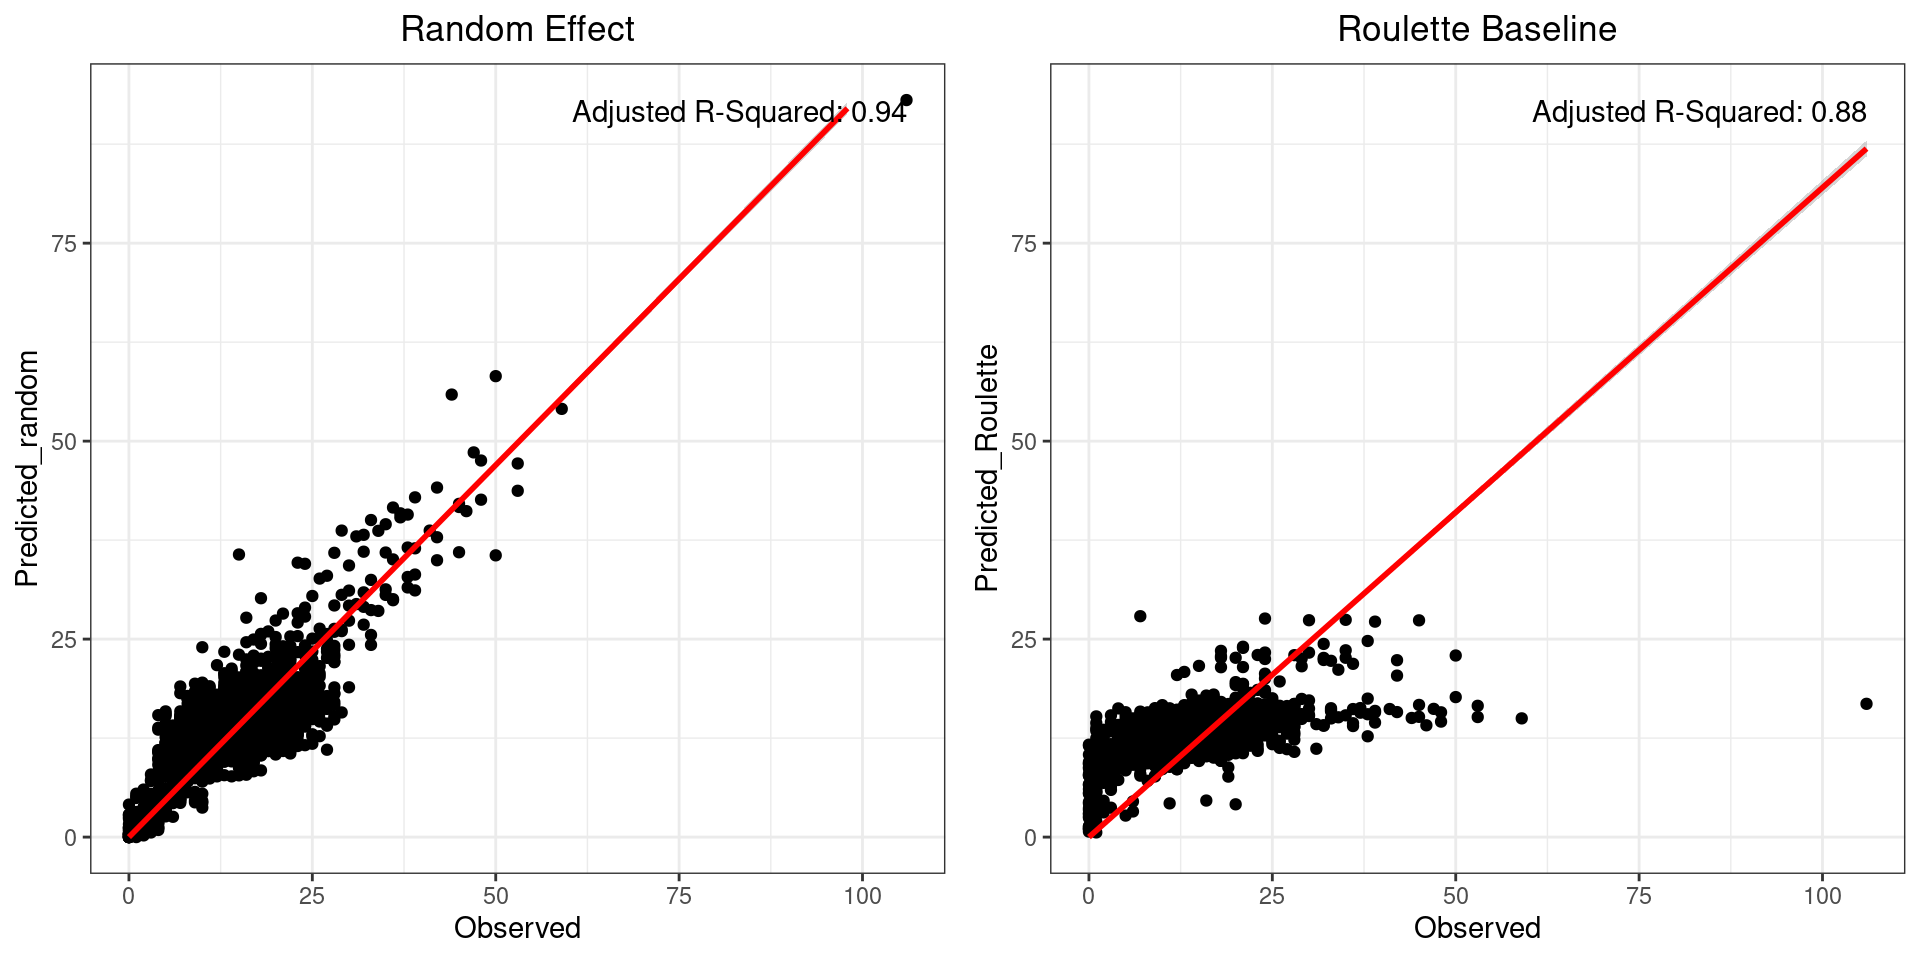 Random Effect
Adjusted R-Squared: 0.94
75
50
25
0
Predicted_random
0
25
50
75
100
Observed
Roulette Baseline
Adjusted R-Squared: 0.88
75
50
25
0
Predicted_Roulette
0
25
50
75
100
Observed